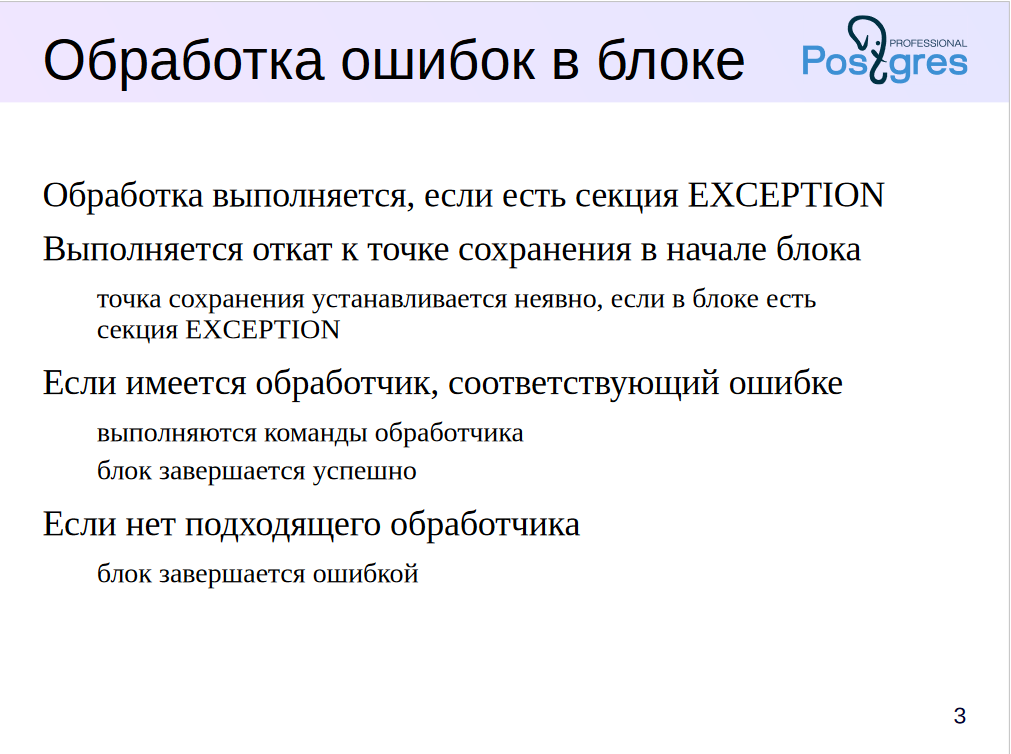 Обработка ошибок в блоке
PROFESSIONAL
Postgres
Обработка выполняется, если есть секция EXCEPTION
Выполняется откат к точке сохранения в начале блока
точка сохранения устанавливается неявно, если в блоке есть
секция EXCEPTION
Если имеется обработчик, соответствующий ошибке
выполняются команды обработчика
блок завершается успешно
Если нет подходящего обработчика
блок завершается ошибкой
3